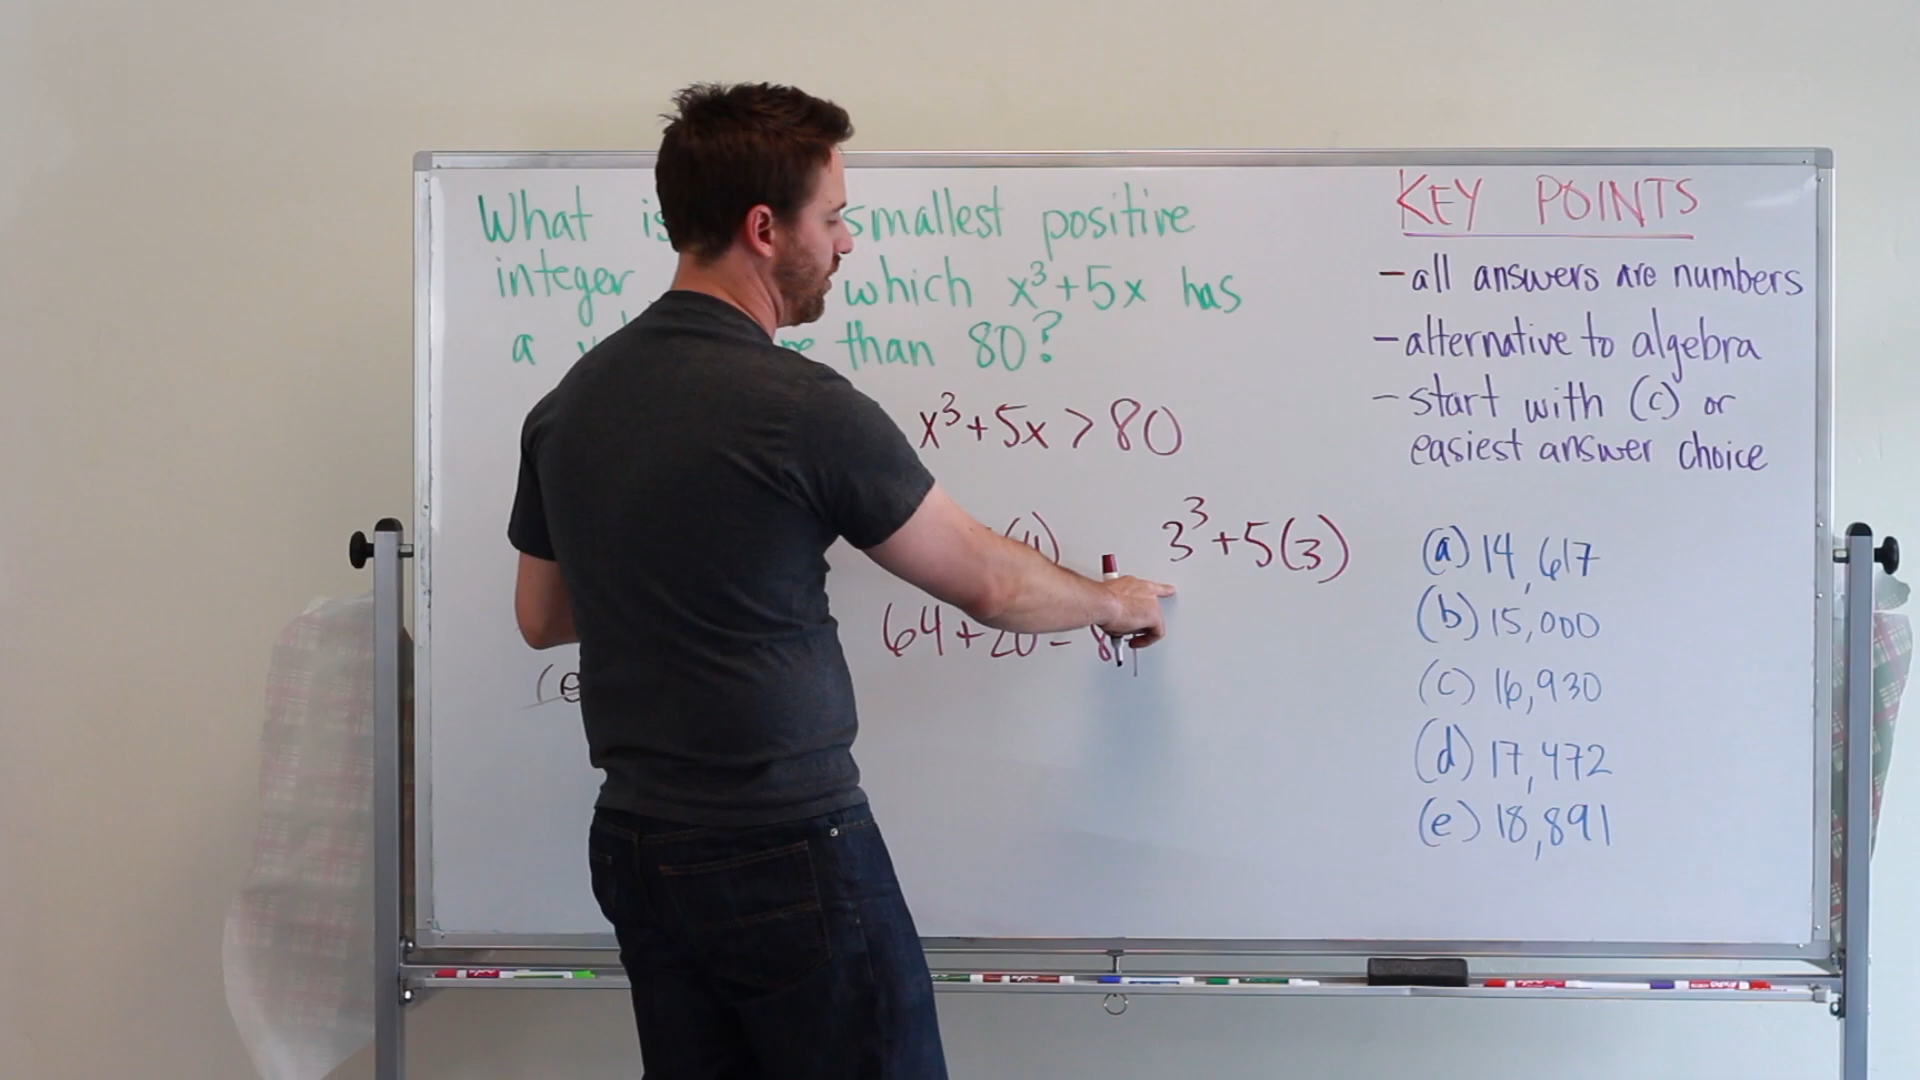 What is smallest positive
integer which x³+5x has
a than 80?
x³+5x > 80
3³+5(3)
64+20=
(e
KEY POINTS
- all answers are numbers
- alternative to algebra
- start with (c) or
easiest answer choice
(a) 14,617
(b) 15,000
(c) 16,930
(d) 17,472
(e) 18,891